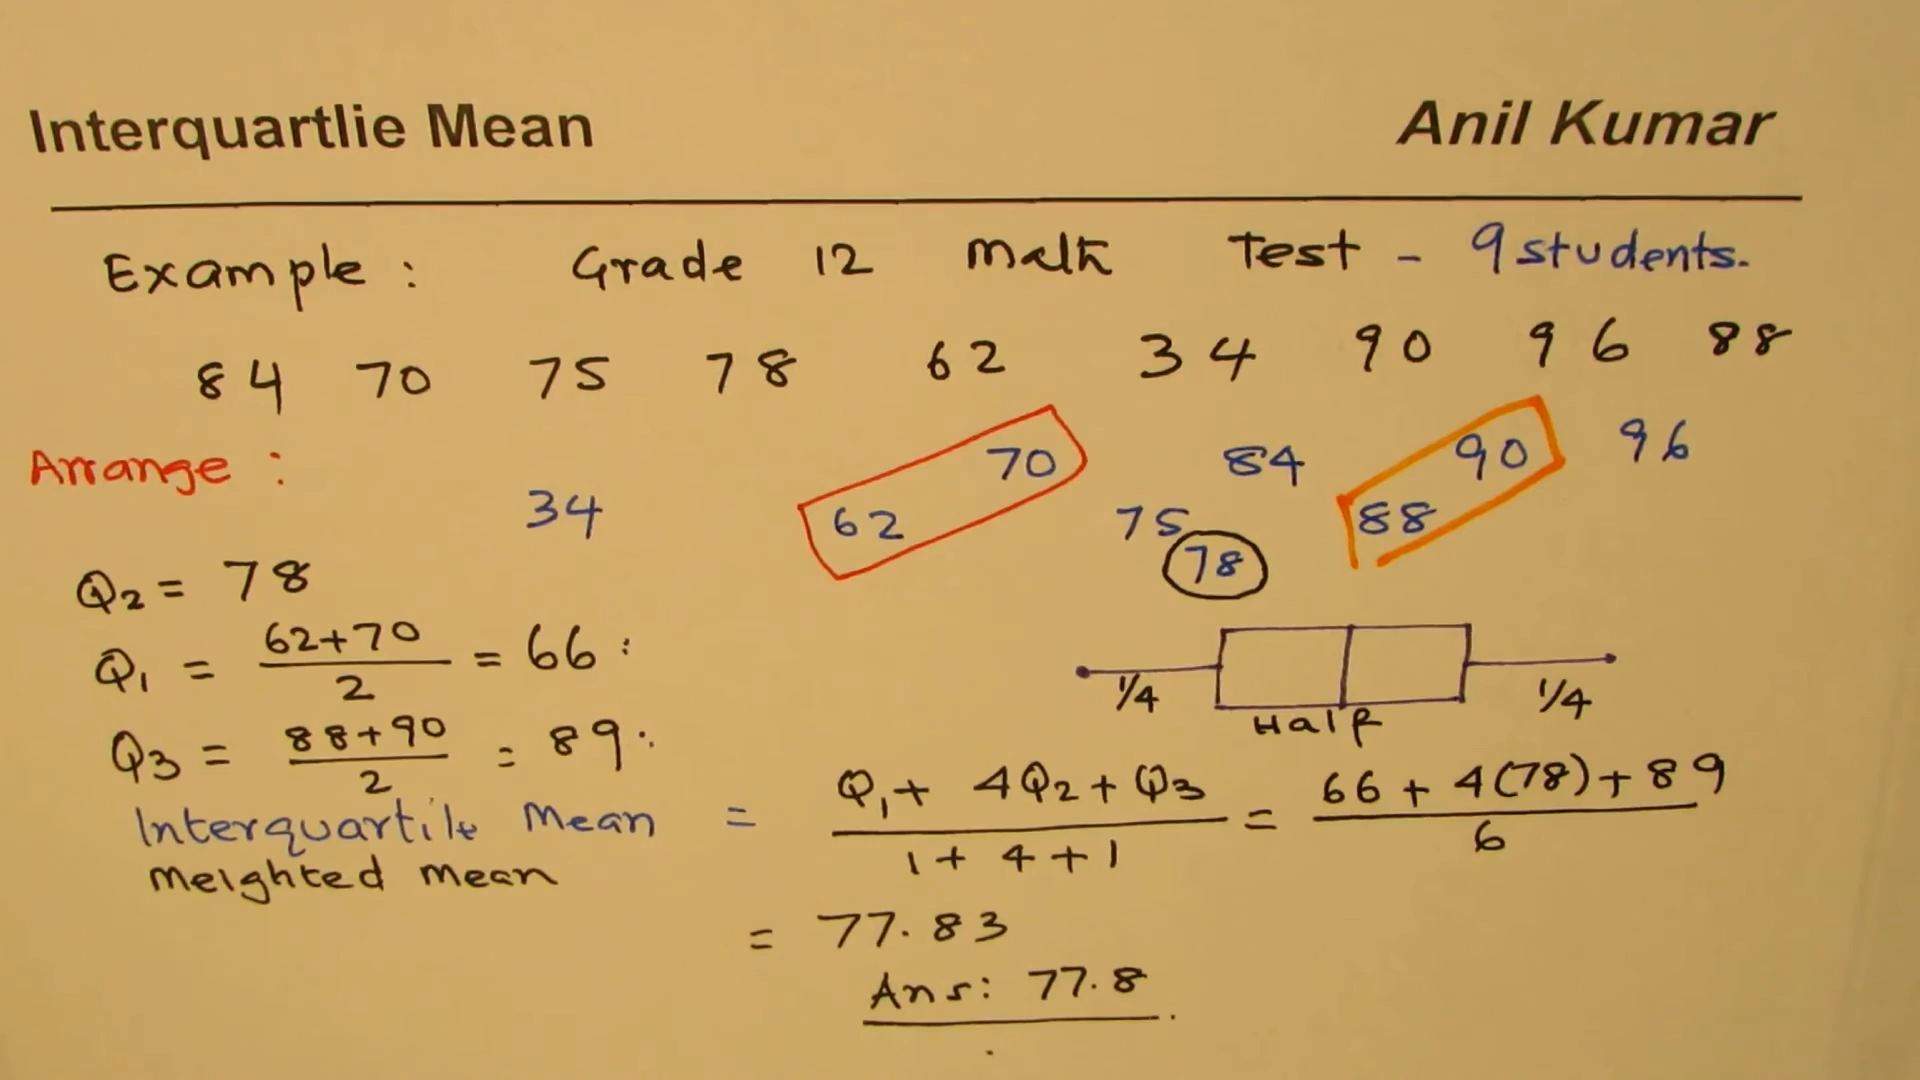 Interquartlie Mean Anil Kumar
Example : Grade 12 Math Test - 9 students.
84 70 75 78 62 34 90 96 88
Arrange : 34 62 70 75 78 84 88 90 96
Q2 = 78
Q1 = 62+70 / 2 = 66
Q3 = 88+90 / 2 = 89
1/4 Half 1/4
Interquartile Mean = Q1 + 4Q2 + Q3 / 1 + 4 + 1 = 66 + 4(78) + 89 / 6
Weighted Mean
= 77.83
Ans: 77.8